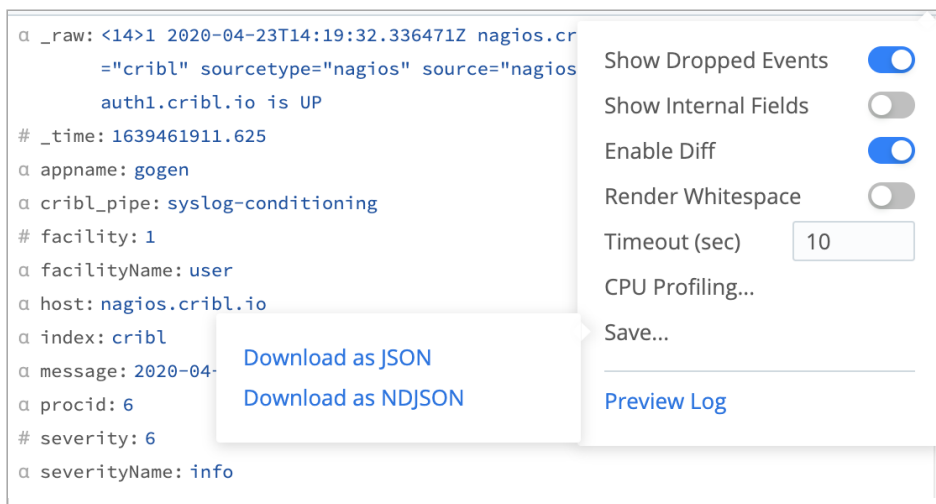 α _raw: <14>1 2020-04-23T14:19:32.336471Z nagios.cr
="cribl" sourcetype="nagios" source="nagios
auth1.cribl.io is UP
# _time: 1639461911.625
α appname: gogen
α cribl_pipe: syslog-conditioning
# facility: 1
α facilityName: user
α host: nagios.cribl.io
α index: cribl
α message: 2020-04-
α procid: 6
# severity: 6
α severityName: info
Show Dropped Events
Show Internal Fields
Enable Diff
Render Whitespace
Timeout (sec) 10
CPU Profiling...
Save...
Download as JSON
Download as NDJSON
Preview Log